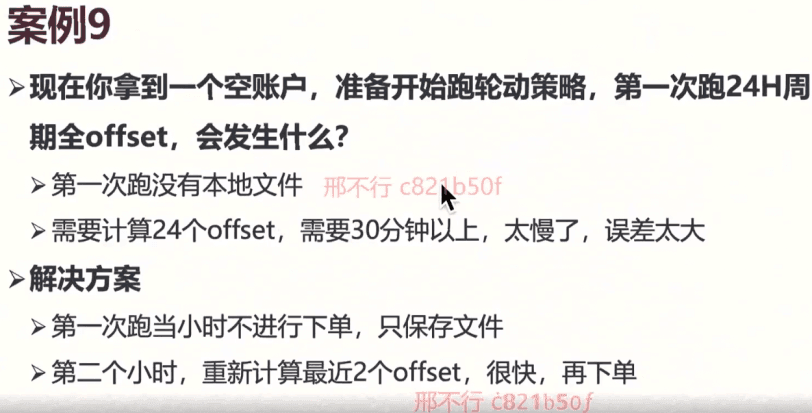 案例9
➢现在你拿到一个空账户，准备开始跑轮动策略，第一次跑24H周
期全offset，会发生什么？
➢第一次跑没有本地文件
邢不行 c821b50f
➢需要计算24个offset，需要30分钟以上，太慢了，误差太大
➢解决方案
➢第一次跑当小时不进行下单，只保存文件
➢第二个小时，重新计算最近2个offset，很快，再下单
邢不行 c821b50f